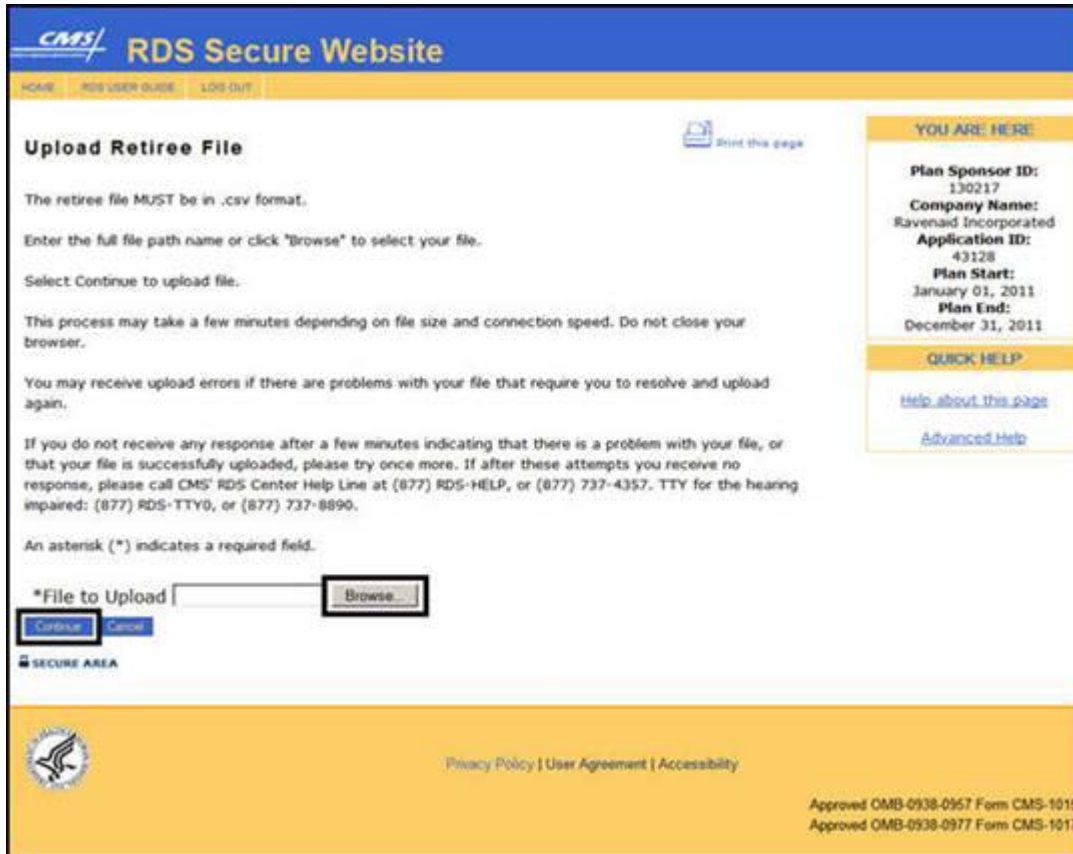 CMS/ RDS Secure Website
HOME RDS USER GUIDE LOG OUT
Upload Retiree File
Print this page
The retiree file MUST be in .csv format.
Enter the full file path name or click "Browse" to select your file.
Select Continue to upload file.
This process may take a few minutes depending on file size and connection speed. Do not close your
browser.
You may receive upload errors if there are problems with your file that require you to resolve and upload
again.
If you do not receive any response after a few minutes indicating that there is a problem with your file, or
that your file is successfully uploaded, please try once more. If after these attempts you receive no
response, please call CMS' RDS Center Help Line at (877) RDS-HELP, or (877) 737-4357. TTY for the hearing
impaired: (877) RDS-TTY0, or (877) 737-8890.
An asterisk (*) indicates a required field.
*File to Upload Browse...
Continue Cancel
SECURE AREA
YOU ARE HERE
Plan Sponsor ID:
130217
Company Name:
Ravenaid Incorporated
Application ID:
43128
Plan Start:
January 01, 2011
Plan End:
December 31, 2011
QUICK HELP
Help about this page
Advanced Help
Privacy Policy | User Agreement | Accessibility
Approved OMB-0938-0957 Form CMS-1015
Approved OMB-0938-0977 Form CMS-1017